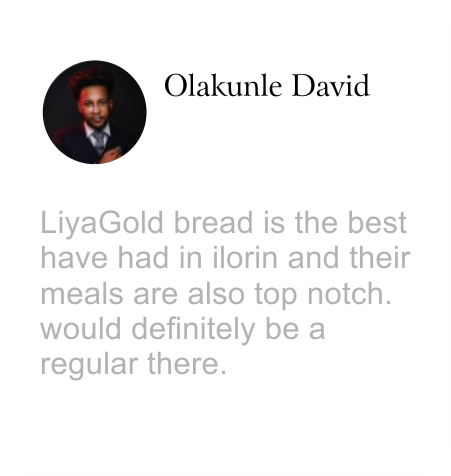 Olakunle David
LiyaGold bread is the best
have had in ilorin and their
meals are also top notch.
would definitely be a
regular there.